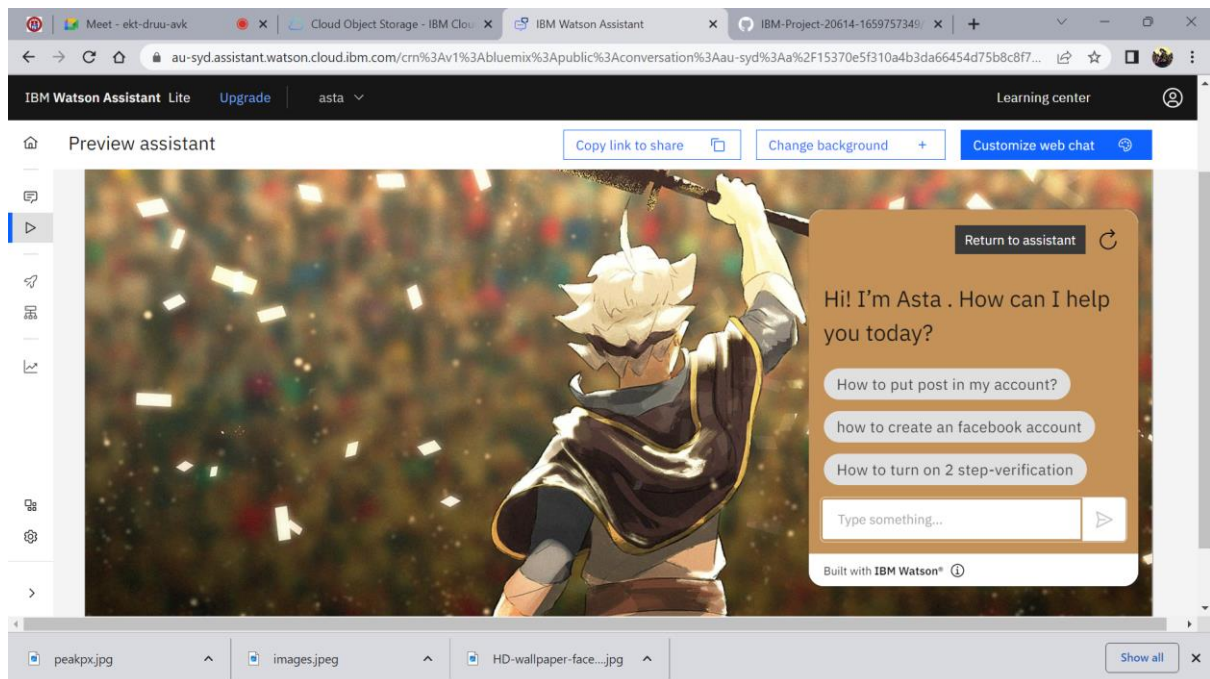 Meet - ekt-druu-avk
Cloud Object Storage - IBM Clou
IBM Watson Assistant
IBM-Project-20614-1659757349/
au-syd.assistant.watson.cloud.ibm.com/crn%3Av1%3Abluemix%3Apublic%3Aconversation%3Aau-syd%3Aa%2F15370e5f310a4b3da66454d75b8c8f7...
IBM Watson Assistant Lite Upgrade asta Learning center
Preview assistant
Copy link to share
Change background +
Customize web chat
Return to assistant
Hi! I'm Asta . How can I help
you today?
How to put post in my account?
how to create an facebook account
How to turn on 2 step-verification
Type something...
Built with IBM Watson®
peakpx.jpg
images.jpeg
HD-wallpaper-face....jpg
Show all